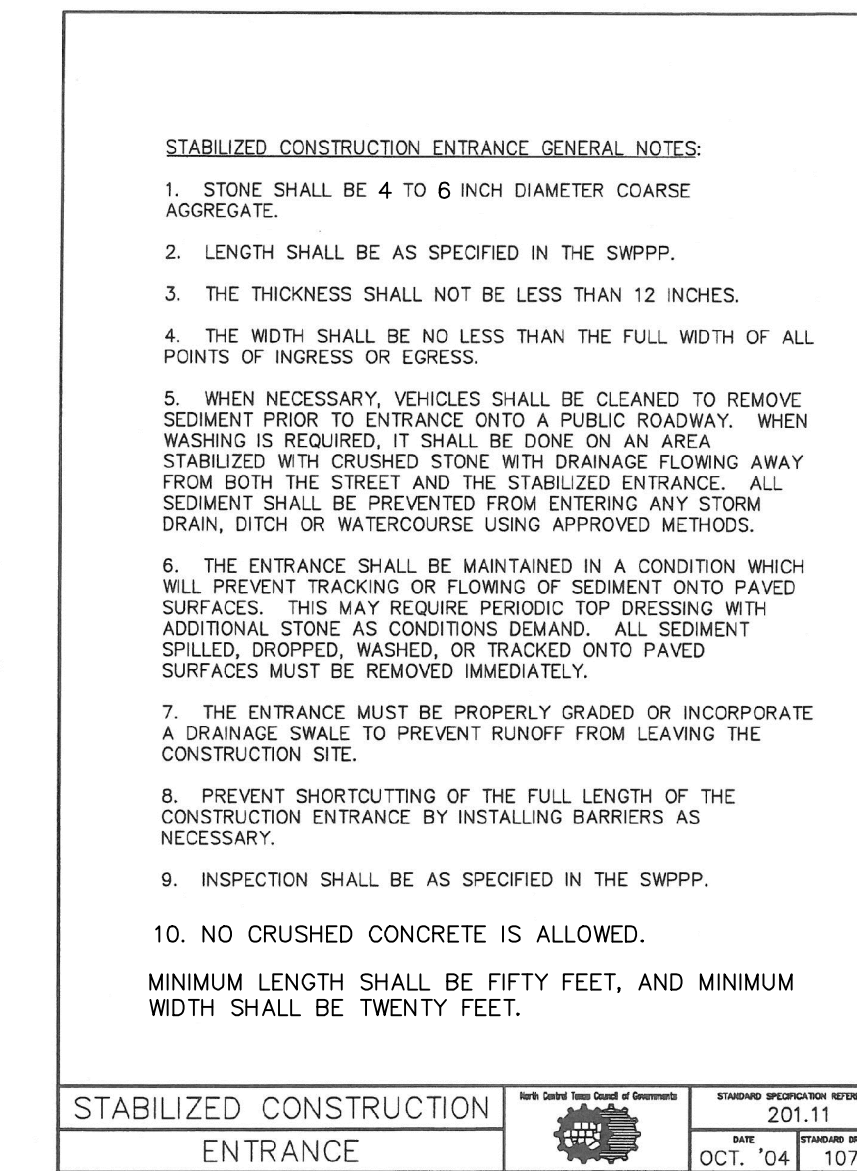 STABILIZED CONSTRUCTION ENTRANCE GENERAL NOTES:
1. STONE SHALL BE 4 TO 6 INCH DIAMETER COARSE
AGGREGATE.
2. LENGTH SHALL BE AS SPECIFIED IN THE SWPPP.
3. THE THICKNESS SHALL NOT BE LESS THAN 12 INCHES.
4. THE WIDTH SHALL BE NO LESS THAN THE FULL WIDTH OF ALL
POINTS OF INGRESS OR EGRESS.
5. WHEN NECESSARY, VEHICLES SHALL BE CLEANED TO REMOVE
SEDIMENT PRIOR TO ENTRANCE ONTO A PUBLIC ROADWAY. WHEN
WASHING IS REQUIRED, IT SHALL BE DONE ON AN AREA
STABILIZED WITH CRUSHED STONE WITH DRAINAGE FLOWING AWAY
FROM BOTH THE STREET AND THE STABILIZED ENTRANCE. ALL
SEDIMENT SHALL BE PREVENTED FROM ENTERING ANY STORM
DRAIN, DITCH OR WATERCOURSE USING APPROVED METHODS.
6. THE ENTRANCE SHALL BE MAINTAINED IN A CONDITION WHICH
WILL PREVENT TRACKING OR FLOWING OF SEDIMENT ONTO PAVED
SURFACES. THIS MAY REQUIRE PERIODIC TOP DRESSING WITH
ADDITIONAL STONE AS CONDITIONS DEMAND. ALL SEDIMENT
SPILLED, DROPPED, WASHED, OR TRACKED ONTO PAVED
SURFACES MUST BE REMOVED IMMEDIATELY.
7. THE ENTRANCE MUST BE PROPERLY GRADED OR INCORPORATE
A DRAINAGE SWALE TO PREVENT RUNOFF FROM LEAVING THE
CONSTRUCTION SITE.
8. PREVENT SHORTCUTTING OF THE FULL LENGTH OF THE
CONSTRUCTION ENTRANCE BY INSTALLING BARRIERS AS
NECESSARY.
9. INSPECTION SHALL BE AS SPECIFIED IN THE SWPPP.
10. NO CRUSHED CONCRETE IS ALLOWED.
MINIMUM LENGTH SHALL BE FIFTY FEET, AND MINIMUM
WIDTH SHALL BE TWENTY FEET.
STABILIZED CONSTRUCTION
ENTRANCE
North Central Texas Council of Governments
STANDARD SPECIFICATION REFER
201.11
DATE
OCT. '04
STANDARD DR
107